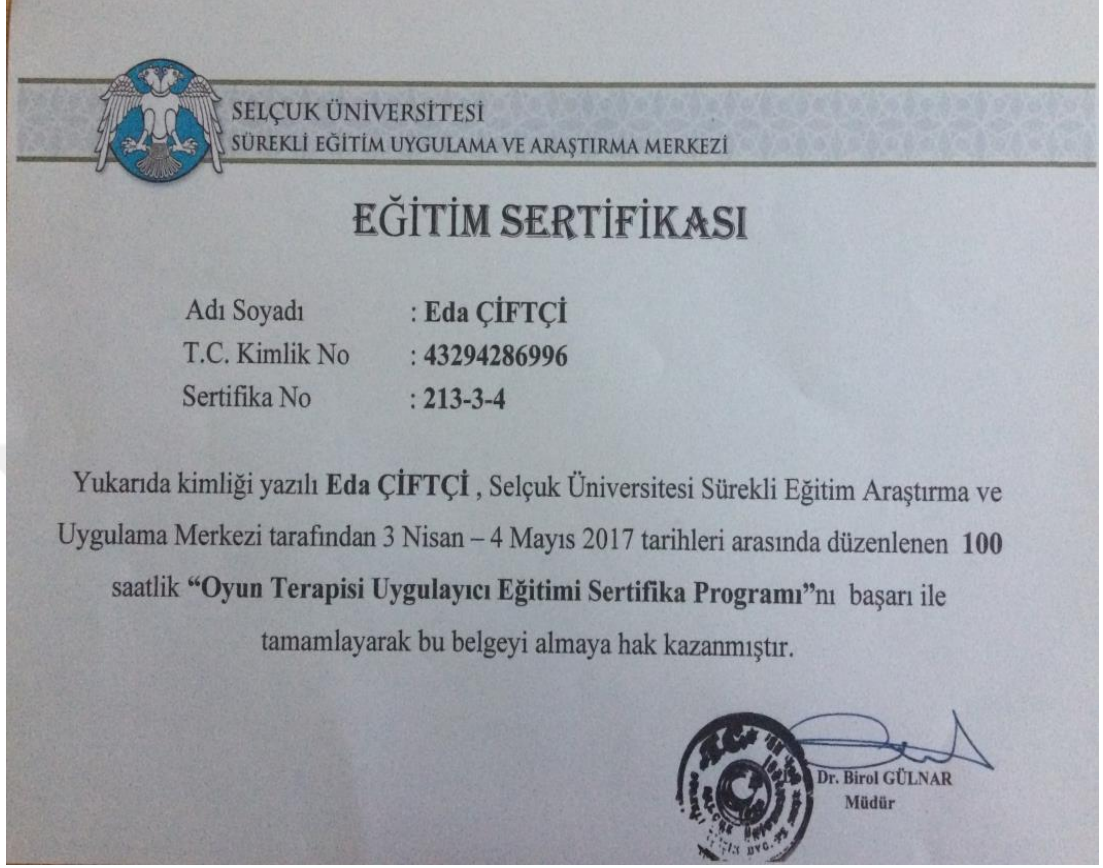 SELÇUK ÜNİVERSİTESİ
SÜREKLİ EĞİTİM UYGULAMA VE ARAŞTIRMA MERKEZİ
EĞİTİM SERTİFİKASI
Adı Soyadı : Eda ÇİFTÇİ
T.C. Kimlik No : 43294286996
Sertifika No : 213-3-4
Yukarıda kimliği yazılı Eda ÇİFTÇİ , Selçuk Üniversitesi Sürekli Eğitim Araştırma ve
Uygulama Merkezi tarafından 3 Nisan – 4 Mayıs 2017 tarihleri arasında düzenlenen 100
saatlik “Oyun Terapisi Uygulayıcı Eğitimi Sertifika Programı”nı başarı ile
tamamlayarak bu belgeyi almaya hak kazanmıştır.
Dr. Birol GÜLNAR
Müdür
T.C.